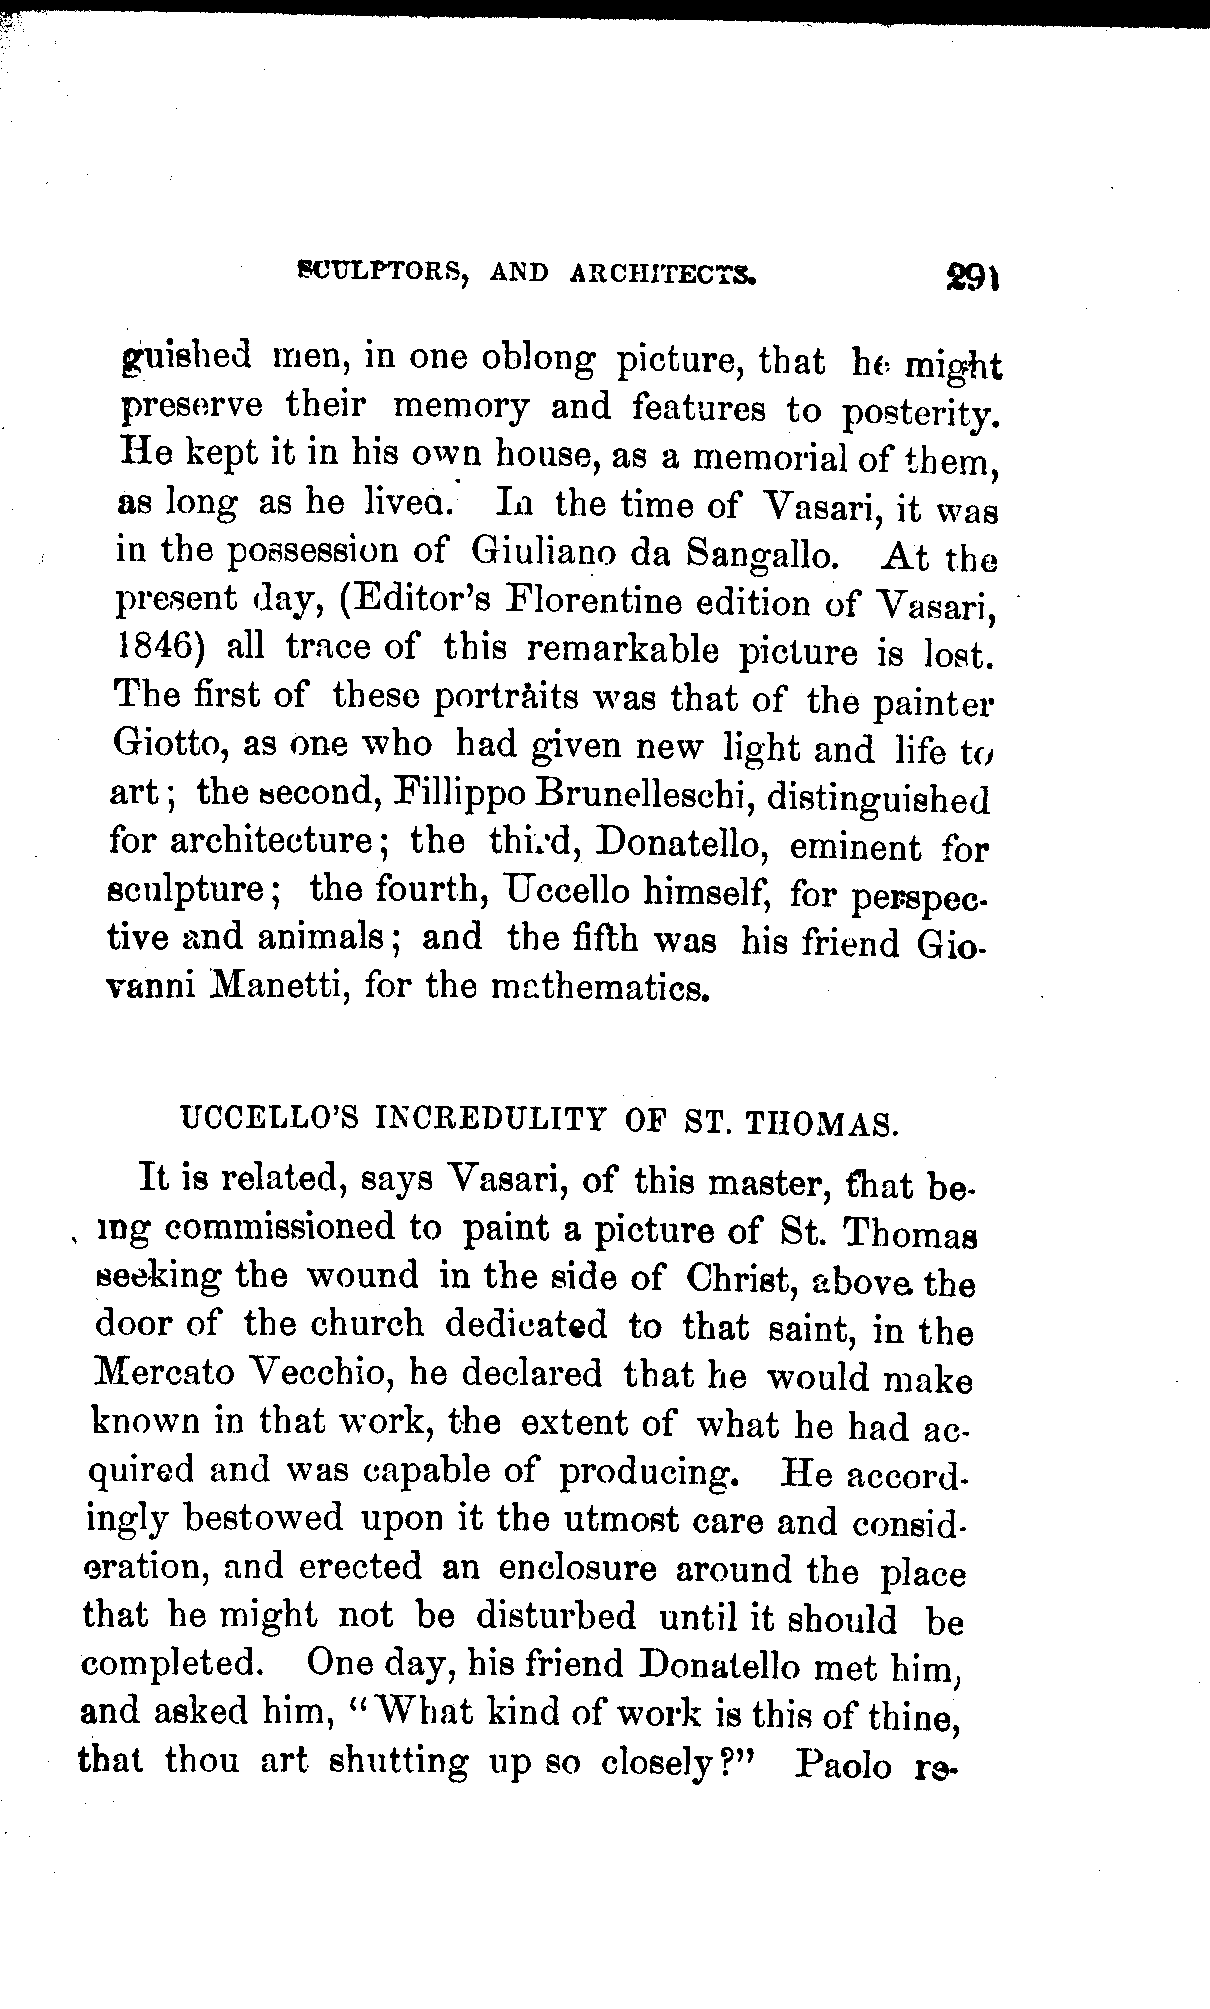 SCULPTORS, AND ARCHITECTS. 291
guished men, in one oblong picture, that he might
preserve their memory and features to posterity.
He kept it in his own house, as a memorial of them,
as long as he lived. In the time of Vasari, it was
in the possession of Giuliano da Sangallo. At the
present day, (Editor's Florentine edition of Vasari,
1846) all trace of this remarkable picture is lost.
The first of these portraits was that of the painter
Giotto, as one who had given new light and life to
art; the second, Fillippo Brunelleschi, distinguished
for architecture; the third, Donatello, eminent for
sculpture; the fourth, Uccello himself, for perspec-
tive and animals; and the fifth was his friend Gio-
vanni Manetti, for the mathematics.
UCCELLO'S INCREDULITY OF ST. THOMAS.
It is related, says Vasari, of this master, that be-
ing commissioned to paint a picture of St. Thomas
seeking the wound in the side of Christ, above the
door of the church dedicated to that saint, in the
Mercato Vecchio, he declared that he would make
known in that work, the extent of what he had ac-
quired and was capable of producing. He accord-
ingly bestowed upon it the utmost care and consid-
eration, and erected an enclosure around the place
that he might not be disturbed until it should be
completed. One day, his friend Donatello met him,
and asked him, "What kind of work is this of thine,
that thou art shutting up so closely?" Paolo re-